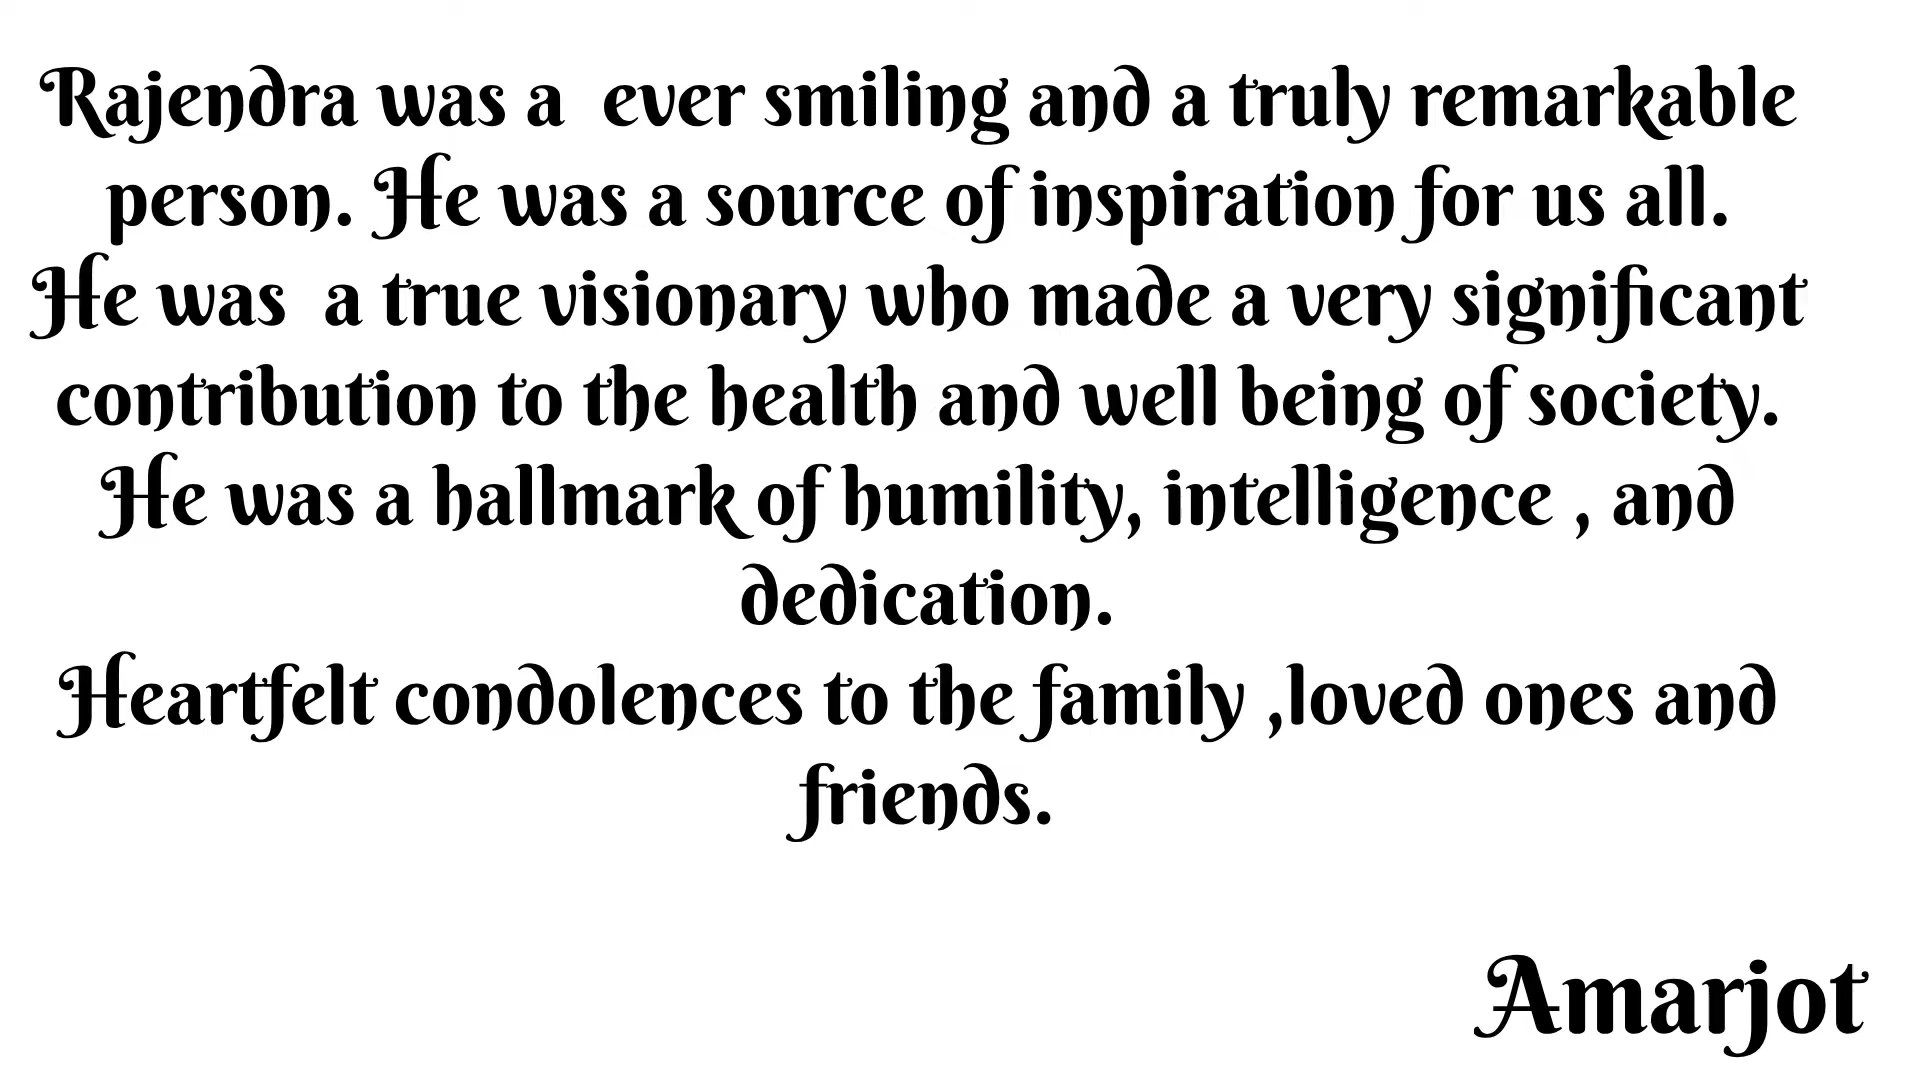 Rajendra was a  ever smiling and a truly remarkable
person. He was a source of inspiration for us all.
He was  a true visionary who made a very significant
contribution to the health and well being of society.
He was a hallmark of humility, intelligence , and
dedication.
Heartfelt condolences to the family ,loved ones and
friends.
Amarjot